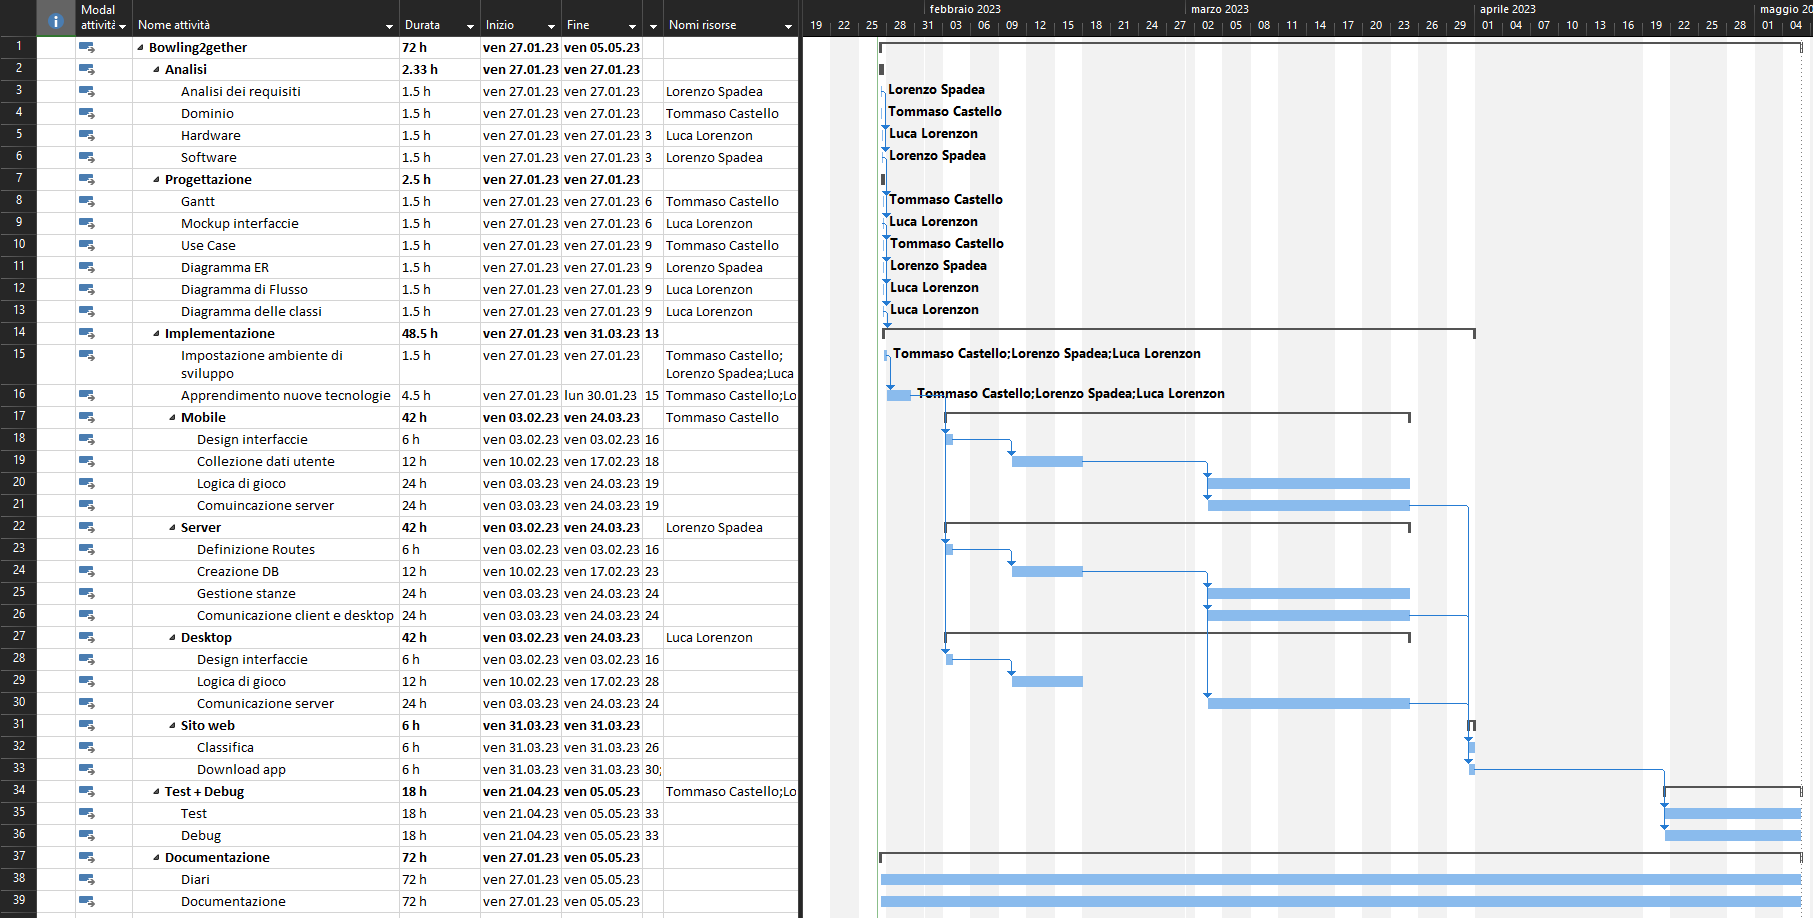 febbraio 2023 marzo 2023 aprile 2023 maggio 20
Modal attività Nome attività Durata Inizio Fine Nomi risorse 19 22 25 28 31 03 06 09 12 15 18 21 24 27 02 05 08 11 14 17 20 23 26 29 01 04 07 10 13 16 19 22 25 28 01 04
1 Bowling2gether 72 h ven 27.01.23 ven 05.05.23
2 Analisi 2.33 h ven 27.01.23 ven 27.01.23
3 Analisi dei requisiti 1.5 h ven 27.01.23 ven 27.01.23 Lorenzo Spadea Lorenzo Spadea
4 Dominio 1.5 h ven 27.01.23 ven 27.01.23 Tommaso Castello Tommaso Castello
5 Hardware 1.5 h ven 27.01.23 ven 27.01.23 3 Luca Lorenzon Luca Lorenzon
6 Software 1.5 h ven 27.01.23 ven 27.01.23 3 Lorenzo Spadea Lorenzo Spadea
7 Progettazione 2.5 h ven 27.01.23 ven 27.01.23
8 Gantt 1.5 h ven 27.01.23 ven 27.01.23 6 Tommaso Castello Tommaso Castello
9 Mockup interfaccie 1.5 h ven 27.01.23 ven 27.01.23 6 Luca Lorenzon Luca Lorenzon
10 Use Case 1.5 h ven 27.01.23 ven 27.01.23 9 Tommaso Castello Tommaso Castello
11 Diagramma ER 1.5 h ven 27.01.23 ven 27.01.23 9 Lorenzo Spadea Lorenzo Spadea
12 Diagramma di Flusso 1.5 h ven 27.01.23 ven 27.01.23 9 Luca Lorenzon Luca Lorenzon
13 Diagramma delle classi 1.5 h ven 27.01.23 ven 27.01.23 9 Luca Lorenzon Luca Lorenzon
14 Implementazione 48.5 h ven 27.01.23 ven 31.03.23 13
15 Impostazione ambiente di 1.5 h ven 27.01.23 ven 27.01.23 Tommaso Castello; Tommaso Castello;Lorenzo Spadea;Luca Lorenzon
sviluppo Lorenzo Spadea;Luca
16 Apprendimento nuove tecnologie 4.5 h ven 27.01.23 lun 30.01.23 15 Tommaso Castello;Lo Tommaso Castello;Lorenzo Spadea;Luca Lorenzon
17 Mobile 42 h ven 03.02.23 ven 24.03.23 Tommaso Castello
18 Design interfaccie 6 h ven 03.02.23 ven 03.02.23 16
19 Collezione dati utente 12 h ven 10.02.23 ven 17.02.23 18
20 Logica di gioco 24 h ven 03.03.23 ven 24.03.23 19
21 Comuincazione server 24 h ven 03.03.23 ven 24.03.23 19
22 Server 42 h ven 03.02.23 ven 24.03.23 Lorenzo Spadea
23 Definizione Routes 6 h ven 03.02.23 ven 03.02.23 16
24 Creazione DB 12 h ven 10.02.23 ven 17.02.23 23
25 Gestione stanze 24 h ven 03.03.23 ven 24.03.23 24
26 Comunicazione client e desktop 24 h ven 03.03.23 ven 24.03.23 24
27 Desktop 42 h ven 03.02.23 ven 24.03.23 Luca Lorenzon
28 Design interfaccie 6 h ven 03.02.23 ven 03.02.23 16
29 Logica di gioco 12 h ven 10.02.23 ven 17.02.23 28
30 Comunicazione server 24 h ven 03.03.23 ven 24.03.23 24
31 Sito web 6 h ven 31.03.23 ven 31.03.23
32 Classifica 6 h ven 31.03.23 ven 31.03.23 26
33 Download app 6 h ven 31.03.23 ven 31.03.23 30;
34 Test + Debug 18 h ven 21.04.23 ven 05.05.23 Tommaso Castello;Lo
35 Test 18 h ven 21.04.23 ven 05.05.23 33
36 Debug 18 h ven 21.04.23 ven 05.05.23 33
37 Documentazione 72 h ven 27.01.23 ven 05.05.23
38 Diari 72 h ven 27.01.23 ven 05.05.23
39 Documentazione 72 h ven 27.01.23 ven 05.05.23